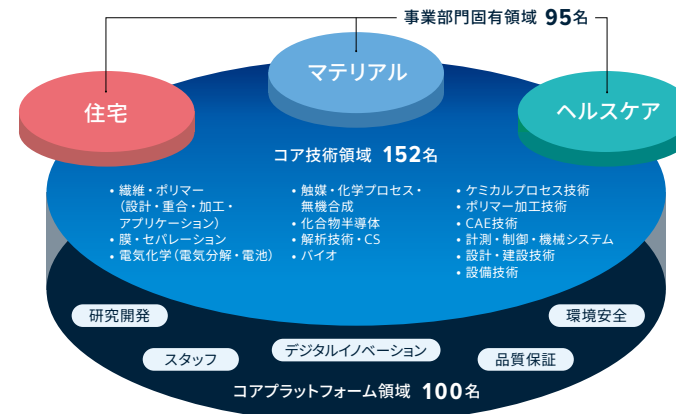 事業部門固有領域 95名
マテリアル
住宅
ヘルスケア
コア技術領域 152名
• 繊維・ポリマー
（設計・重合・加工・
アプリケーション）
• 膜・セパレーション
• 電気化学（電気分解・電池）
• 触媒・化学プロセス・
無機合成
• 化合物半導体
• 解析技術・CS
• バイオ
• ケミカルプロセス技術
• ポリマー加工技術
• CAE技術
• 計測・制御・機械システム
• 設計・建設技術
• 設備技術
研究開発
環境安全
スタッフ
デジタルイノベーション
品質保証
コアプラットフォーム領域 100名